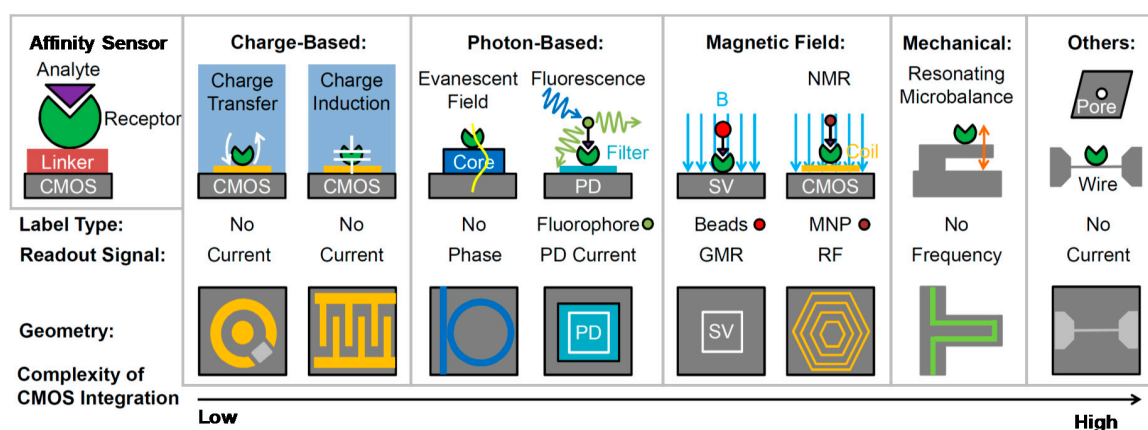 Affinity Sensor
Analyte
Receptor
Linker
CMOS
Charge-Based:
Charge Transfer
CMOS
Charge Induction
CMOS
Photon-Based:
Evanescent Field
Core
Fluorescence
Filter
PD
Magnetic Field:
B
SV
NMR
Coil
CMOS
Mechanical:
Resonating Microbalance
Others:
Pore
Wire
Label Type: No No No Fluorophore Beads MNP No No
Readout Signal: Current Current Phase PD Current GMR RF Frequency Current
Geometry: PD SV
Complexity of
CMOS Integration
Low High